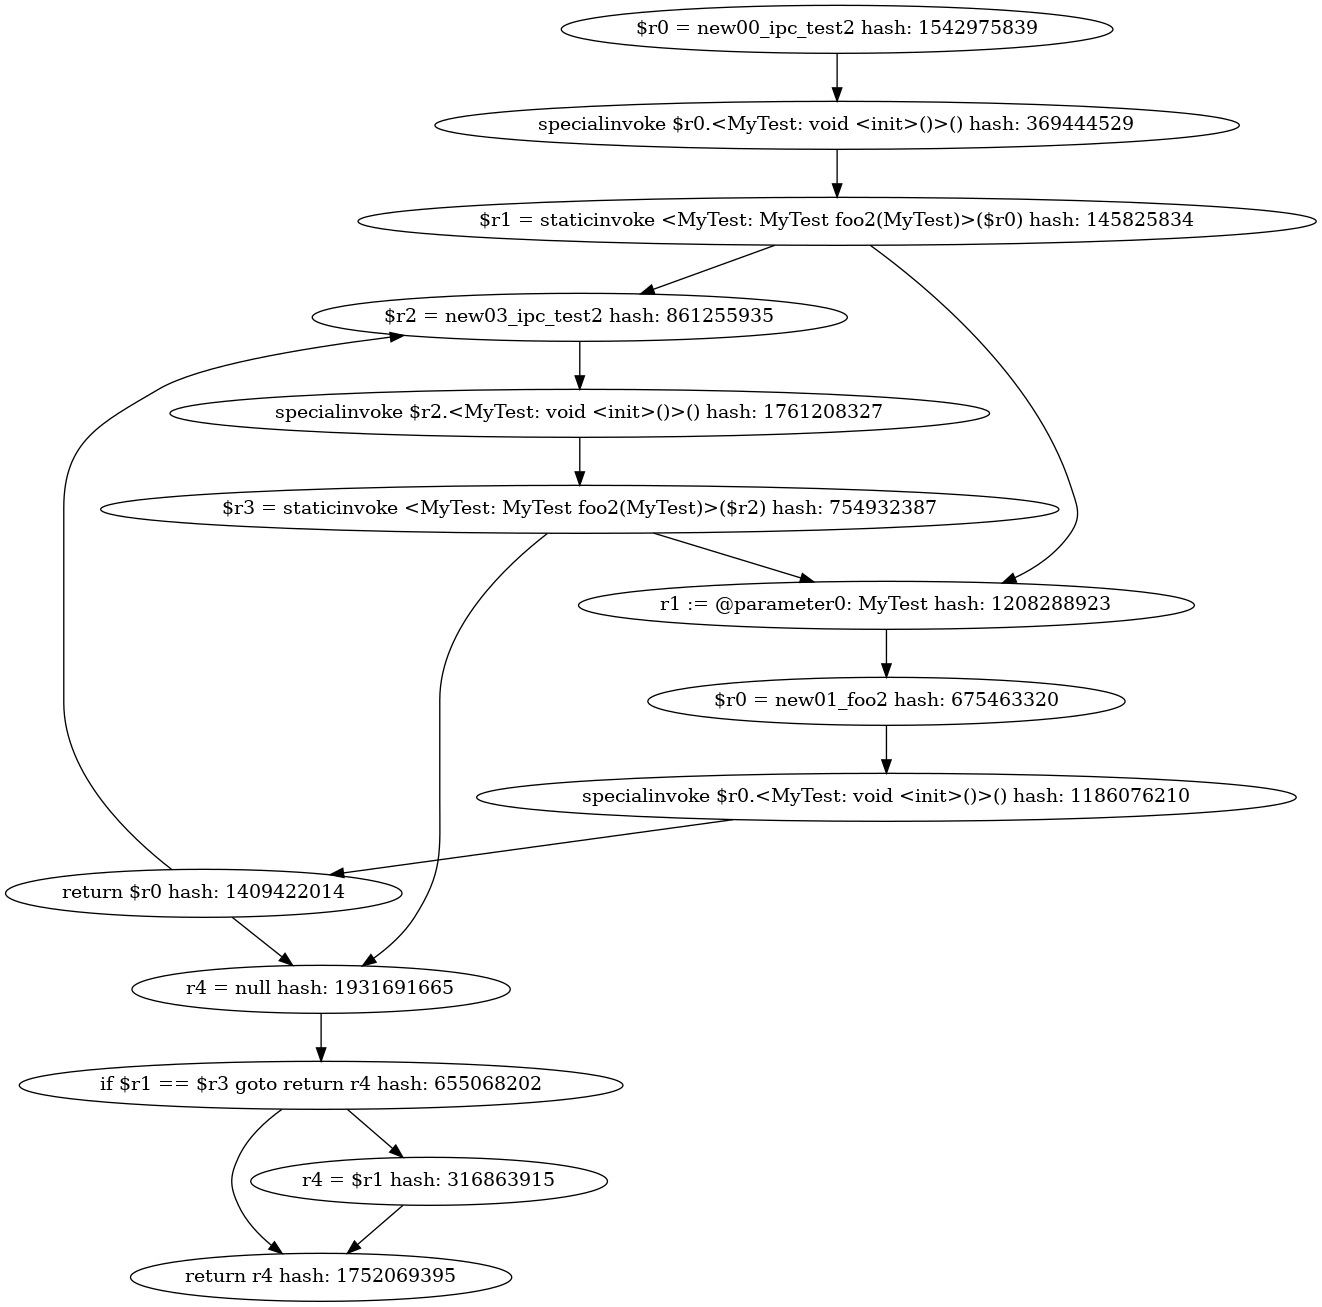 $r0 = new00_ipc_test2 hash: 1542975839
specialinvoke $r0.<MyTest: void <init>()>() hash: 369444529
$r1 = staticinvoke <MyTest: MyTest foo2(MyTest)>($r0) hash: 145825834
$r2 = new03_ipc_test2 hash: 861255935
specialinvoke $r2.<MyTest: void <init>()>() hash: 1761208327
$r3 = staticinvoke <MyTest: MyTest foo2(MyTest)>($r2) hash: 754932387
r1 := @parameter0: MyTest hash: 1208288923
$r0 = new01_foo2 hash: 675463320
specialinvoke $r0.<MyTest: void <init>()>() hash: 1186076210
return $r0 hash: 1409422014
r4 = null hash: 1931691665
if $r1 == $r3 goto return r4 hash: 655068202
r4 = $r1 hash: 316863915
return r4 hash: 1752069395